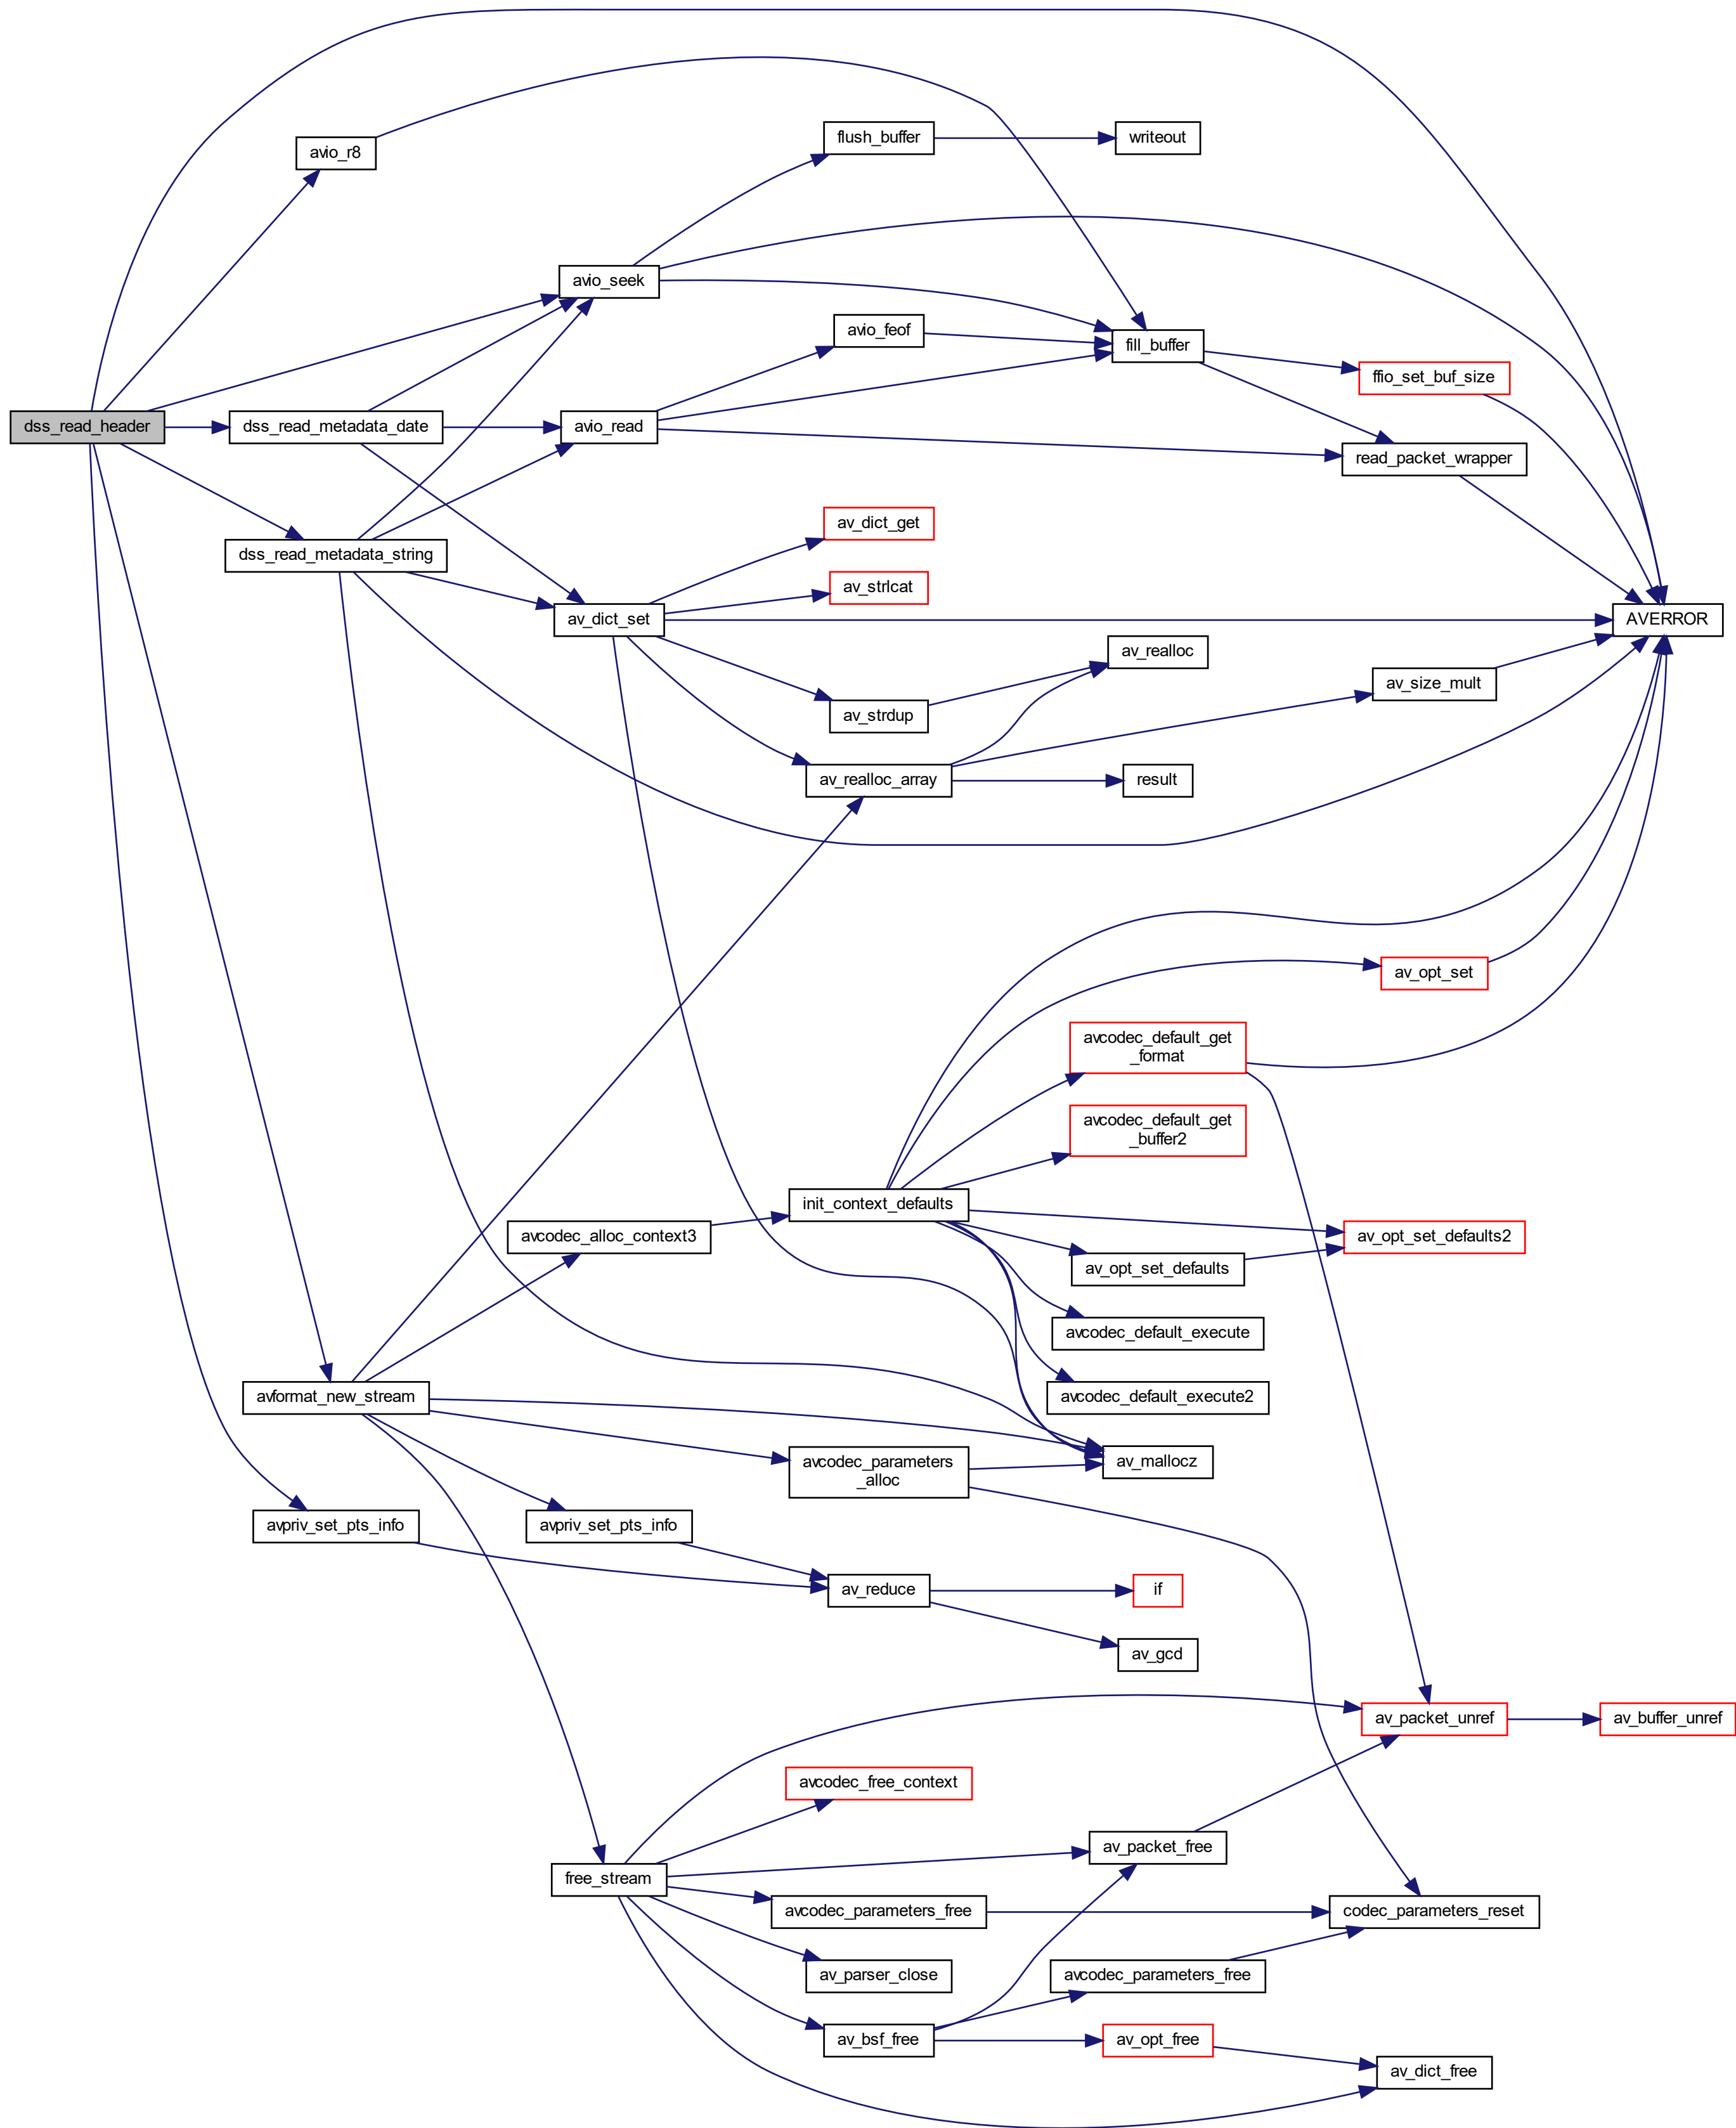 flush_buffer
writeout
avio_r8
avio_seek
avio_feof
fill_buffer
ffio_set_buf_size
dss_read_header
dss_read_metadata_date
avio_read
read_packet_wrapper
av_dict_get
dss_read_metadata_string
av_strlcat
av_dict_set
AVERROR
av_realloc
av_size_mult
av_strdup
av_realloc_array
result
av_opt_set
avcodec_default_get
_format
avcodec_default_get
_buffer2
init_context_defaults
avcodec_alloc_context3
av_opt_set_defaults2
av_opt_set_defaults
avcodec_default_execute
avformat_new_stream
avcodec_default_execute2
avcodec_parameters
_alloc
av_mallocz
avpriv_set_pts_info
avpriv_set_pts_info
av_reduce
if
av_gcd
av_packet_unref
av_buffer_unref
avcodec_free_context
av_packet_free
free_stream
avcodec_parameters_free
codec_parameters_reset
av_parser_close
avcodec_parameters_free
av_bsf_free
av_opt_free
av_dict_free